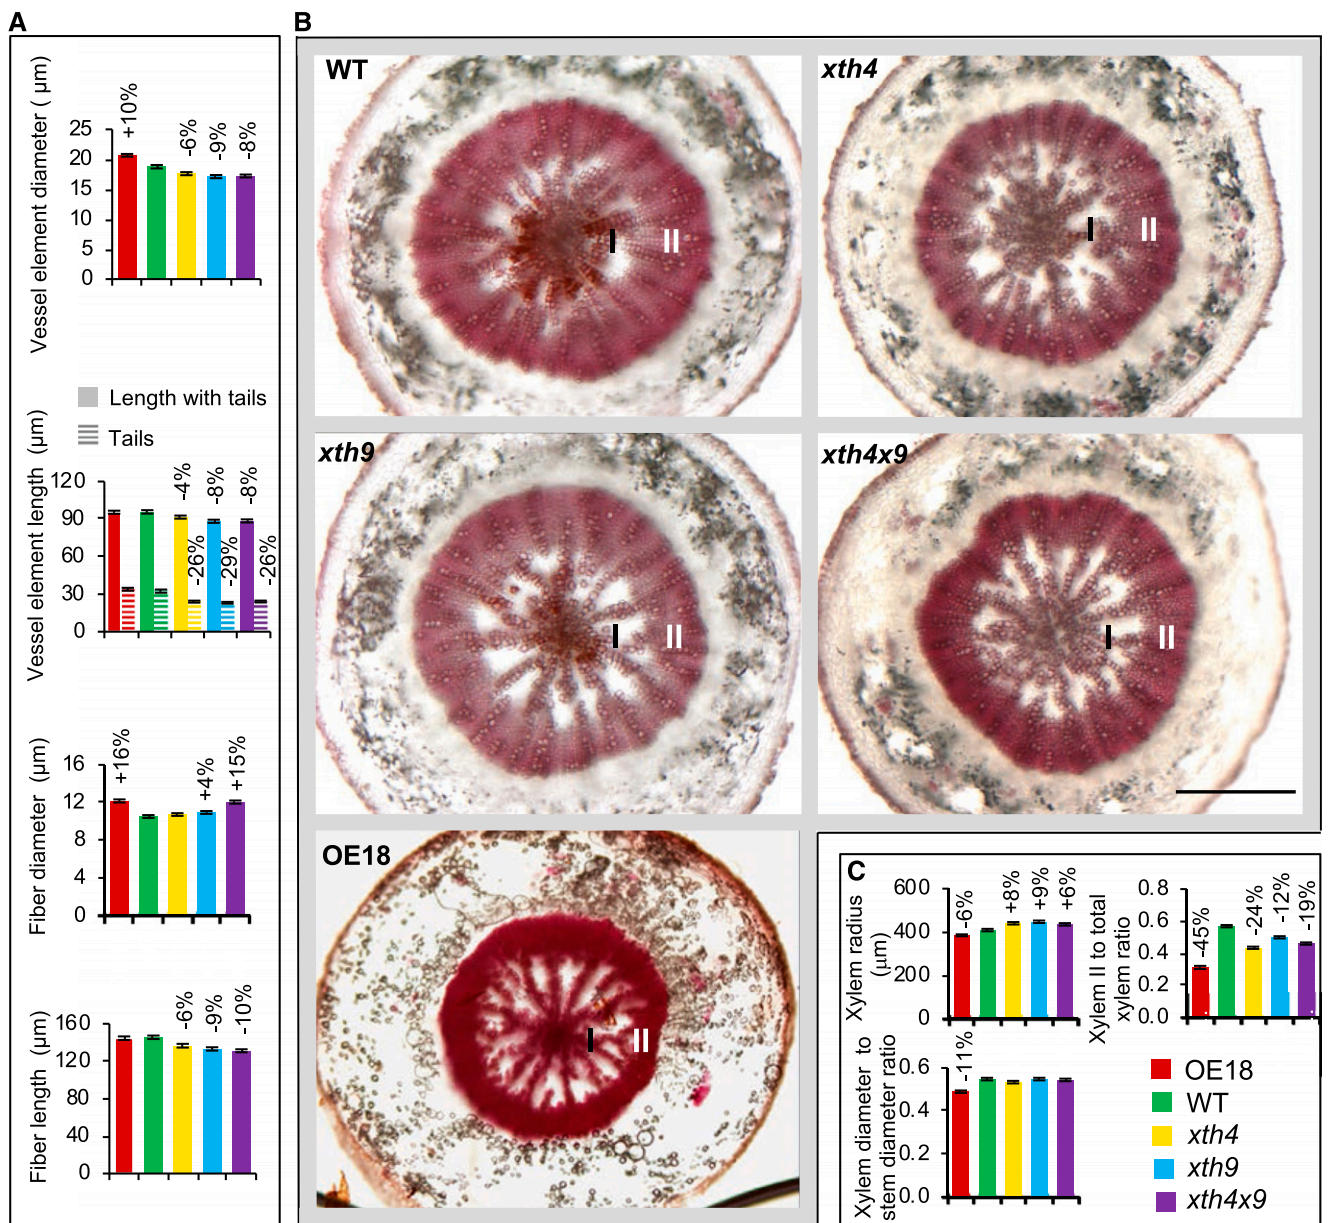 A
Vessel element diameter ( µm)
25
20
15
10
5
0
+10%
-6%
-9%
-8%
Length with tails
Tails
Vessel element length (µm)
120
90
60
30
0
-4%
-26%
-8%
-29%
-8%
-26%
Fiber diameter (µm)
16
12
8
4
0
+16%
+4%
+15%
Fiber length (µm)
160
120
80
40
0
-6%
-9%
-10%
B
WT
I
II
xth4
I
II
xth9
I
II
xth4x9
I
II
OE18
I
II
C
Xylem radius
(µm)
600
400
200
0
-6%
+8%
+9%
+6%
Xylem II to total
xylem ratio
0.8
0.6
0.4
0.2
0.0
-45%
-24%
-12%
-19%
Xylem diameter to
stem diameter ratio
0.6
0.4
0.2
0.0
-11%
OE18
WT
xth4
xth9
xth4x9